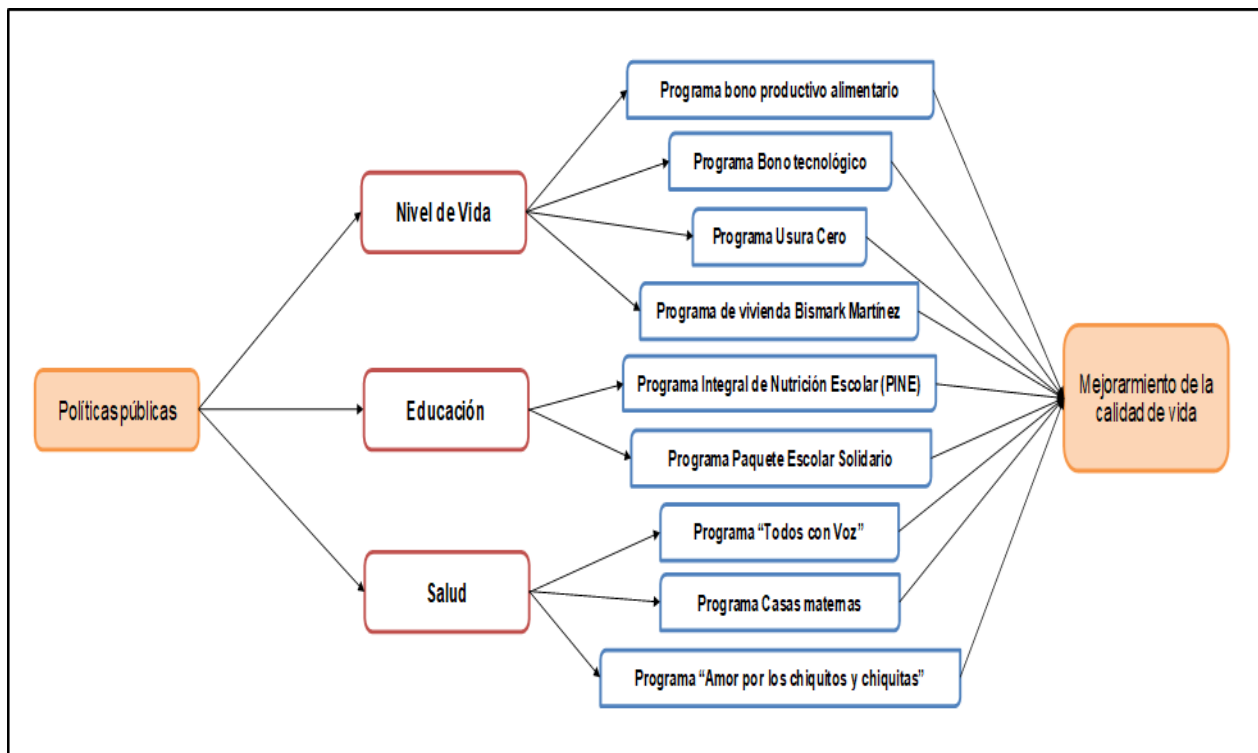 Políticas públicas
Nivel de Vida
Educación
Salud
Programa bono productivo alimentario
Programa Bono tecnológico
Programa Usura Cero
Programa de vivienda Bismark Martínez
Programa Integral de Nutrición Escolar (PINE)
Programa Paquete Escolar Solidario
Programa “Todos con Voz”
Programa Casas maternas
Programa “Amor por los chiquitos y chiquitas”
Mejorarmiento de la
calidad de vida